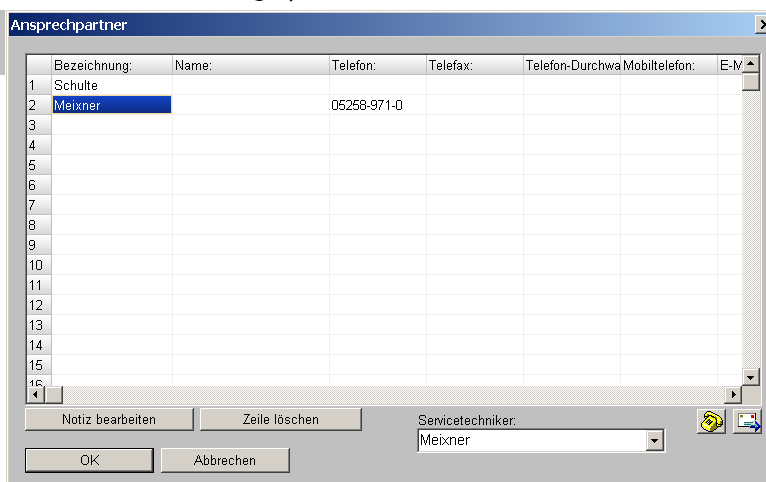 Ansprechpartner
Bezeichnung: Name: Telefon: Telefax: Telefon-Durchwa Mobiltelefon: E-M
1 Schulte
2 Meixner 05258-971-0
3
4
5
6
7
8
9
10
11
12
13
14
15
16
Notiz bearbeiten Zeile löschen Servicetechniker:
Meixner
OK Abbrechen